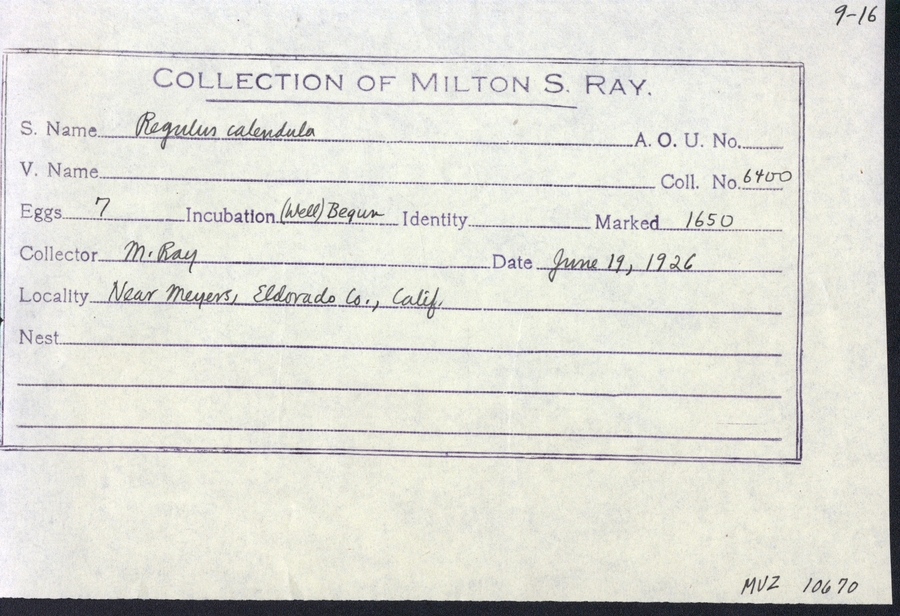 9-16
COLLECTION OF MILTON S. RAY.
S. Name Regulus calendula A. O. U. No.
V. Name Coll. No. 6400
Eggs 7 Incubation (Well) Begun Identity Marked 1650
Collector M. Ray Date June 19, 1926
Locality Near Meyers, Eldorado Co., Calif.
Nest
MVZ 10670